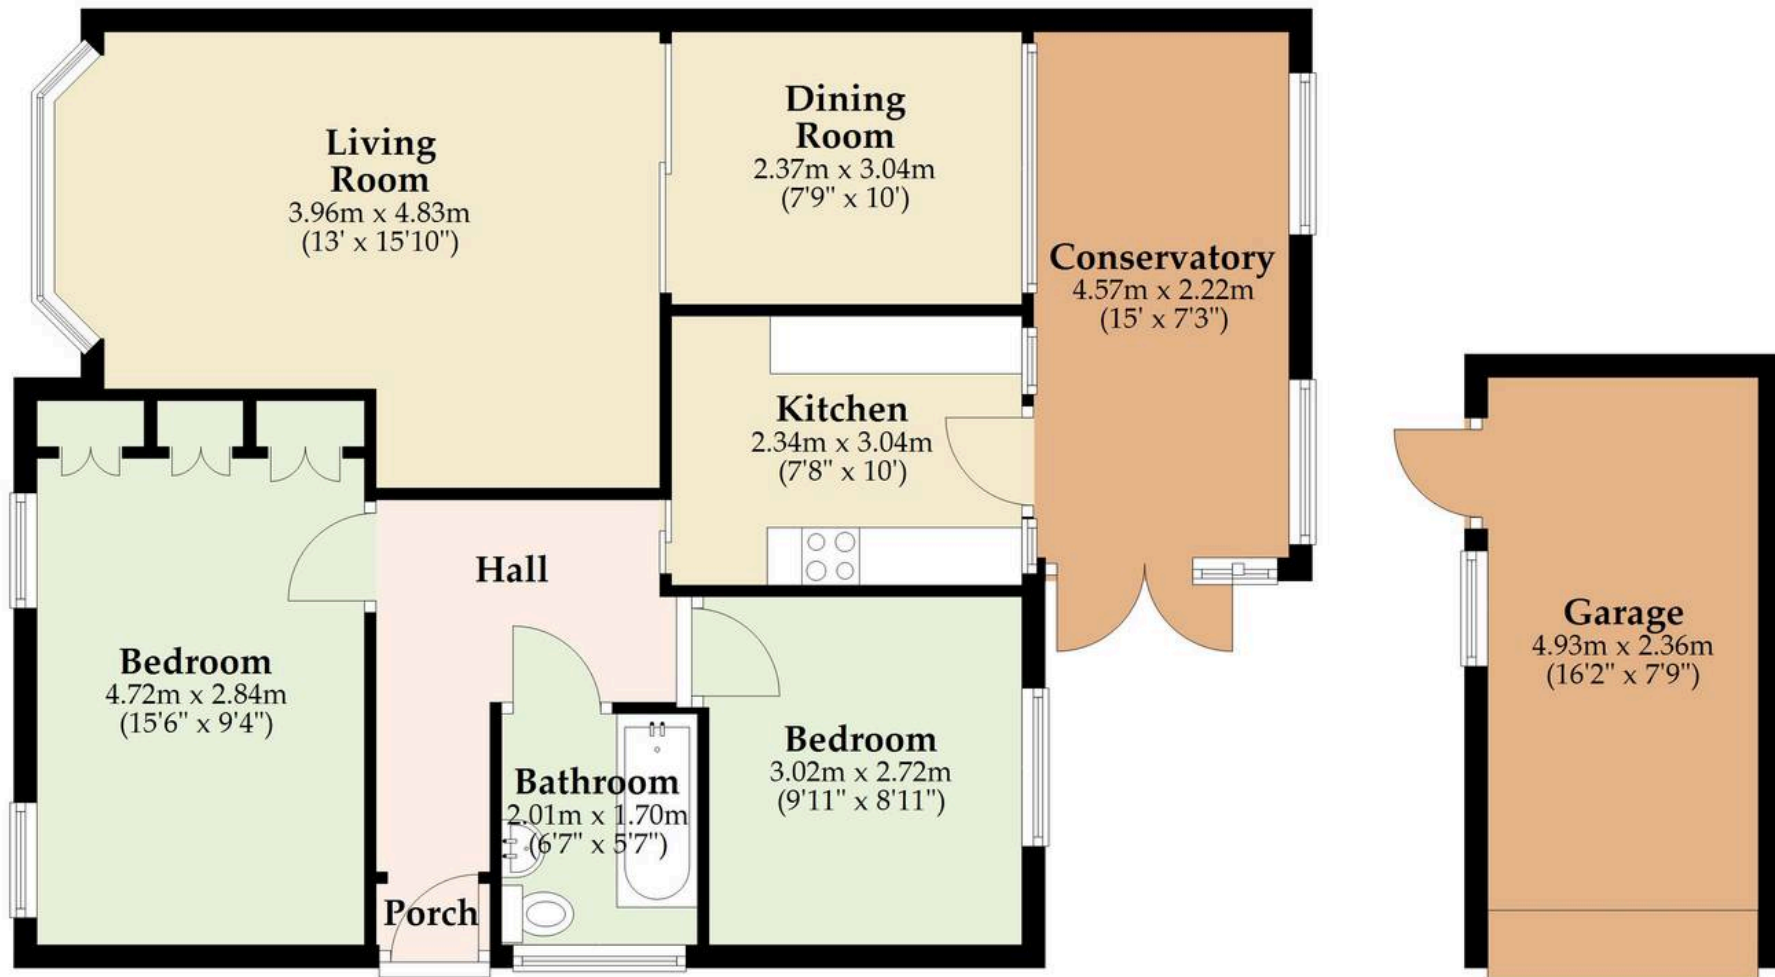 Living
Room
3.96m x 4.83m
(13' x 15'10")
Dining
Room
2.37m x 3.04m
(7'9" x 10')
Conservatory
4.57m x 2.22m
(15' x 7'3")
Kitchen
2.34m x 3.04m
(7'8" x 10')
Hall
Bedroom
4.72m x 2.84m
(15'6" x 9'4")
Bathroom
2.01m x 1.70m
(6'7" x 5'7")
Bedroom
3.02m x 2.72m
(9'11" x 8'11")
Porch
Garage
4.93m x 2.36m
(16'2" x 7'9")